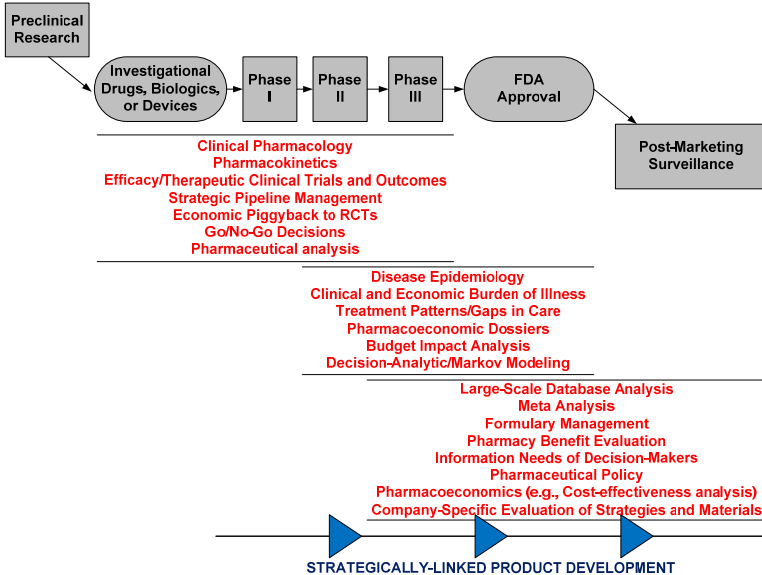 Preclinical
Research
Investigational
Drugs, Biologics,
or Devices
Phase
I
Phase
II
Phase
III
FDA
Approval
Post-Marketing
Surveillance
Clinical Pharmacology
Pharmacokinetics
Efficacy/Therapeutic Clinical Trials and Outcomes
Strategic Pipeline Management
Economic Piggyback to RCTs
Go/No-Go Decisions
Pharmaceutical analysis
Disease Epidemiology
Clinical and Economic Burden of Illness
Treatment Patterns/Gaps in Care
Pharmacoeconomic Dossiers
Budget Impact Analysis
Decision-Analytic/Markov Modeling
Large-Scale Database Analysis
Meta Analysis
Formulary Management
Pharmacy Benefit Evaluation
Information Needs of Decision-Makers
Pharmaceutical Policy
Pharmacoeconomics (e.g., Cost-effectiveness analysis)
Company-Specific Evaluation of Strategies and Materials
STRATEGICALLY-LINKED PRODUCT DEVELOPMENT